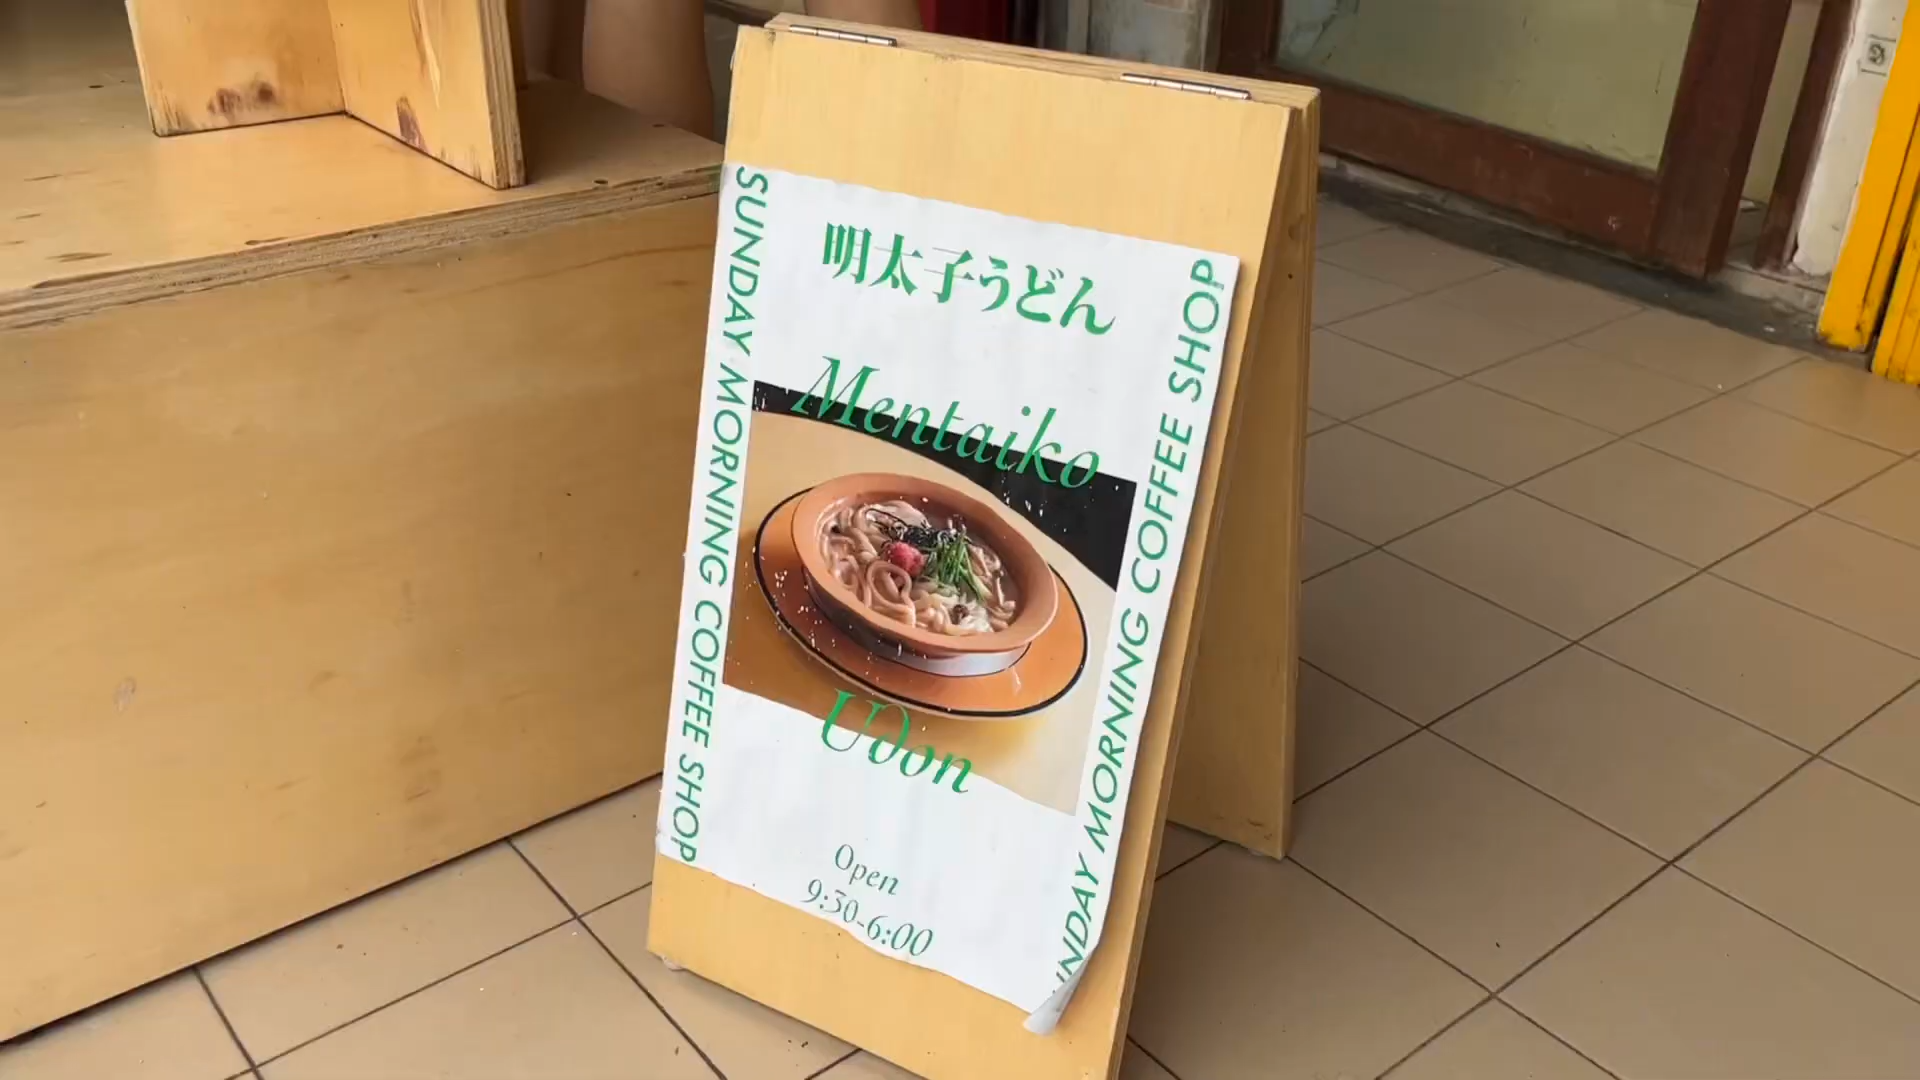 明太子うどん
SUNDAY MORNING COFFEE SHOP
Mentaiko
Udon
Open
9:30-6:00
UNDAY MORNING COFFEE SHOP